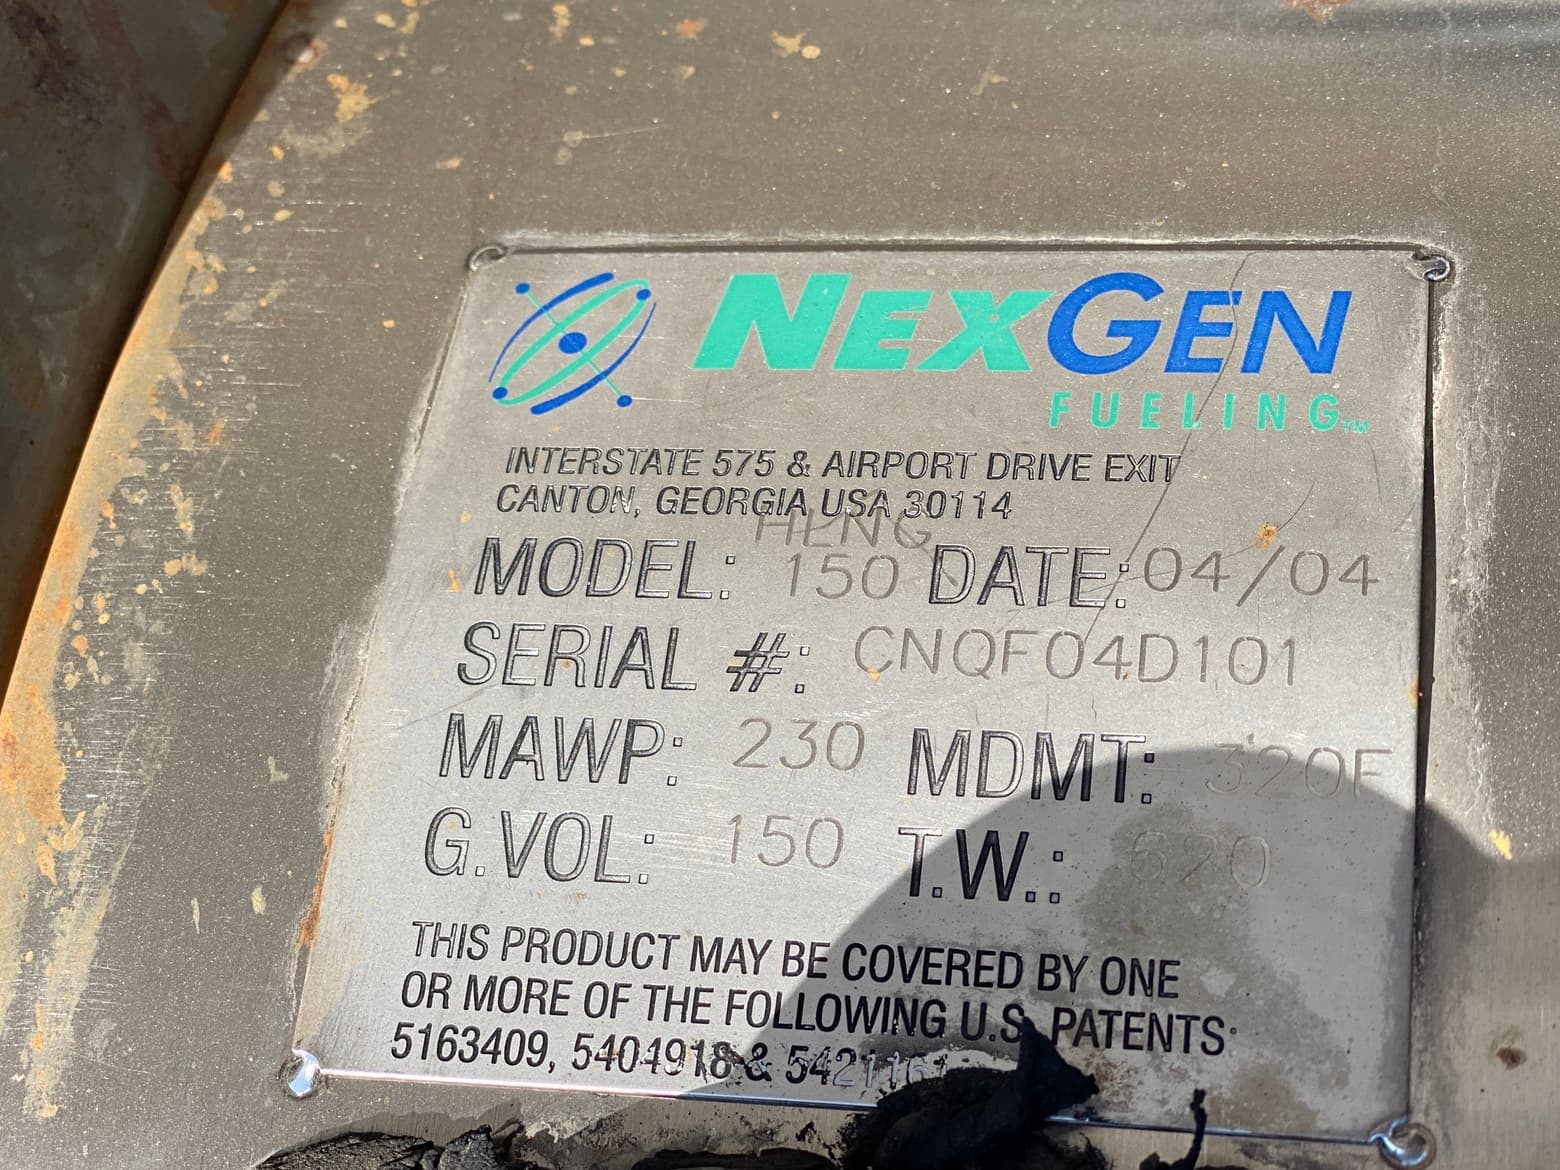 NEXGEN
FUELING™
INTERSTATE 575 & AIRPORT DRIVE EXIT
CANTON, GEORGIA USA 30114
HLNG
MODEL: 150 DATE: 04/04
SERIAL #: CNQF04D101
MAWP: 230 MDMT: 320F
G.VOL: 150 T.W.: 620
THIS PRODUCT MAY BE COVERED BY ONE
OR MORE OF THE FOLLOWING U.S. PATENTS:
5163409, 5404918 & 5421161